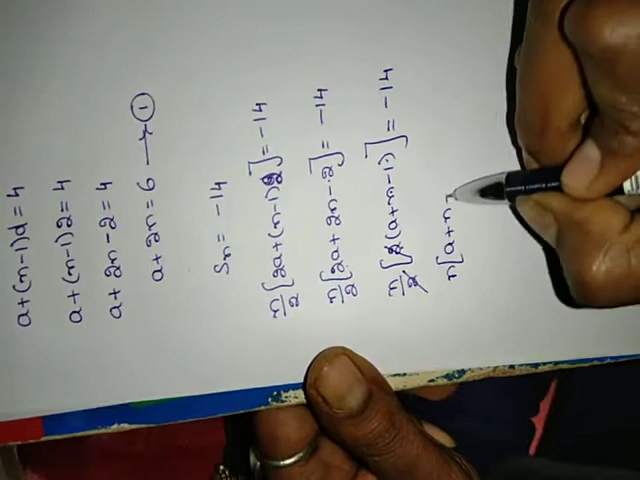 a+(n-1)d = 4
a+(n-1)2 = 4
a+2n-2 = 4
a+2n = 6 → ①
Sn = -14
n/2[2a+(n-1)2] = -14
n/2[2a+2n-2] = -14
n/2[2(a+n-1)] = -14
n[a+n-